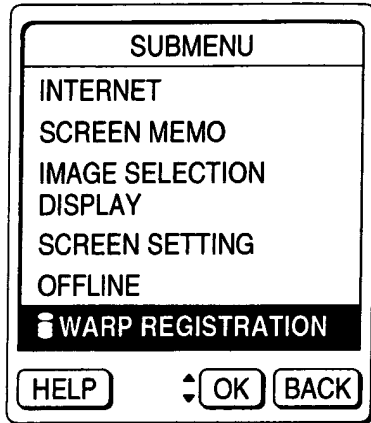 SUBMENU
INTERNET
SCREEN MEMO
IMAGE SELECTION
DISPLAY
SCREEN SETTING
OFFLINE
WARP REGISTRATION
HELP OK BACK